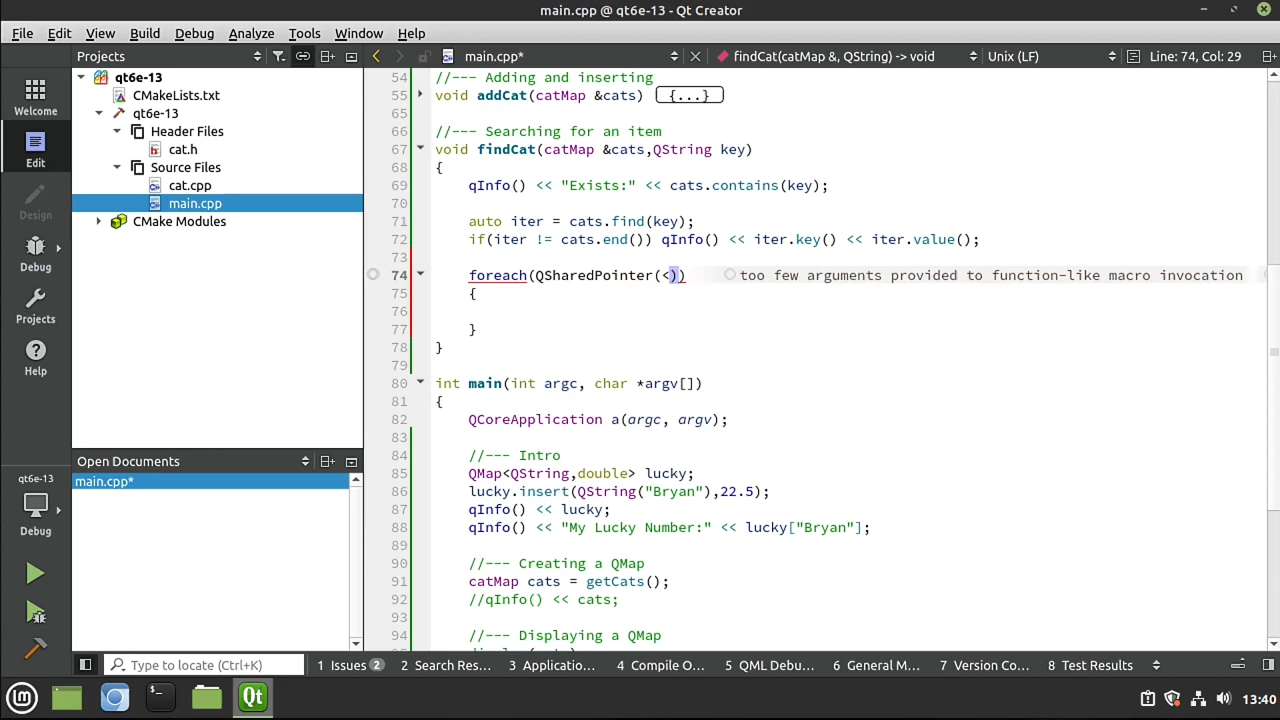 main.cpp @ qt6e-13 - Qt Creator
File Edit View Build Debug Analyze Tools Window Help
Projects
main.cpp*
findCat(catMap &, QString) -> void
Unix (LF)
Line: 74, Col: 29
Welcome
Edit
Design
Debug
Projects
Help
qt6e-13
Debug
qt6e-13
CMakeLists.txt
qt6e-13
Header Files
cat.h
Source Files
cat.cpp
main.cpp
CMake Modules
Open Documents
main.cpp*
54 //--- Adding and inserting
55 void addCat(catMap &cats) {...}
65
66 //--- Searching for an item
67 void findCat(catMap &cats,QString key)
68 {
69 qInfo() << "Exists:" << cats.contains(key);
70
71 auto iter = cats.find(key);
72 if(iter != cats.end()) qInfo() << iter.key() << iter.value();
73
74 foreach(QSharedPointer(<)) too few arguments provided to function-like macro invocation
75 {
76
77 }
78 }
79
80 int main(int argc, char *argv[])
81 {
82 QCoreApplication a(argc, argv);
83
84 //--- Intro
85 QMap<QString,double> lucky;
86 lucky.insert(QString("Bryan"),22.5);
87 qInfo() << lucky;
88 qInfo() << "My Lucky Number:" << lucky["Bryan"];
89
90 //--- Creating a QMap
91 catMap cats = getCats();
92 //qInfo() << cats;
93
94 //--- Displaying a QMap
Type to locate (Ctrl+K)
1 Issues 2
2 Search Res...
3 Applicatio...
4 Compile O...
5 QML Debu...
6 General M...
7 Version Co...
8 Test Results
13:40